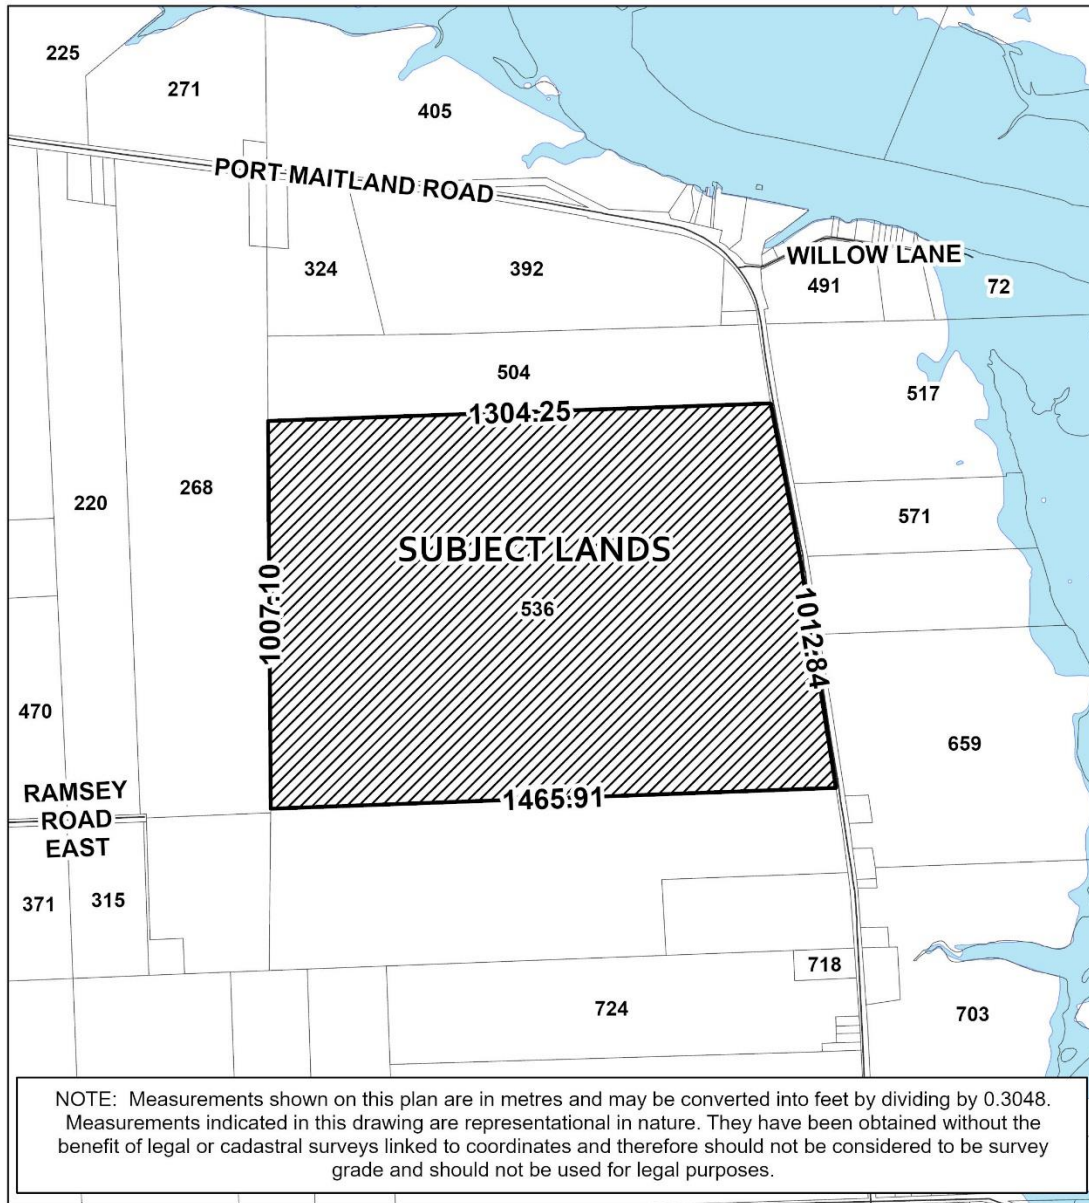 225
271
405
PORT MAITLAND ROAD
WILLOW LANE
324
392
491
72
504
517
1304.25
268
220
571
SUBJECT LANDS
536
1007.10
1012.84
470
659
RAMSEY
ROAD
EAST
1465.91
371
315
718
724
703
NOTE: Measurements shown on this plan are in metres and may be converted into feet by dividing by 0.3048.
Measurements indicated in this drawing are representational in nature. They have been obtained without the
benefit of legal or cadastral surveys linked to coordinates and therefore should not be considered to be survey
grade and should not be used for legal purposes.